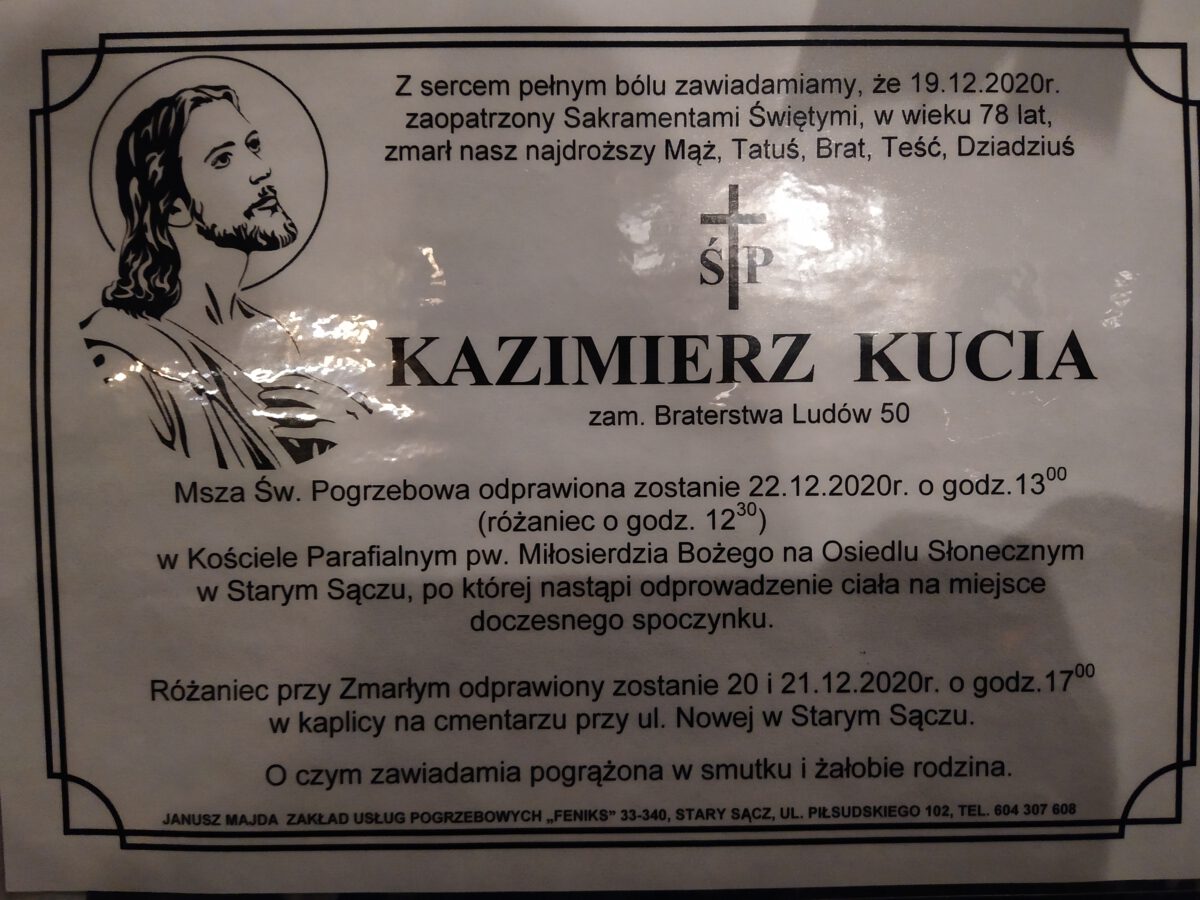 Z sercem pełnym bólu zawiadamiamy, że 19.12.2020r.
zaopatrzony Sakramentami Świętymi, w wieku 78 lat,
zmarł nasz najdroższy Mąż, Tatuś, Brat, Teść, Dziadziuś
Ś P
KAZIMIERZ KUCIA
zam. Braterstwa Ludów 50
Msza Św. Pogrzebowa odprawiona zostanie 22.12.2020r. o godz.13⁰⁰
(różaniec o godz. 12³⁰)
w Kościele Parafialnym pw. Miłosierdzia Bożego na Osiedlu Słonecznym
w Starym Sączu, po której nastąpi odprowadzenie ciała na miejsce
doczesnego spoczynku.
Różaniec przy Zmarłym odprawiony zostanie 20 i 21.12.2020r. o godz.17⁰⁰
w kaplicy na cmentarzu przy ul. Nowej w Starym Sączu.
O czym zawiadamia pogrążona w smutku i żałobie rodzina.
JANUSZ MAJDA ZAKŁAD USŁUG POGRZEBOWYCH „FENIKS” 33-340, STARY SĄCZ, UL. PIŁSUDSKIEGO 102, TEL. 604 307 608